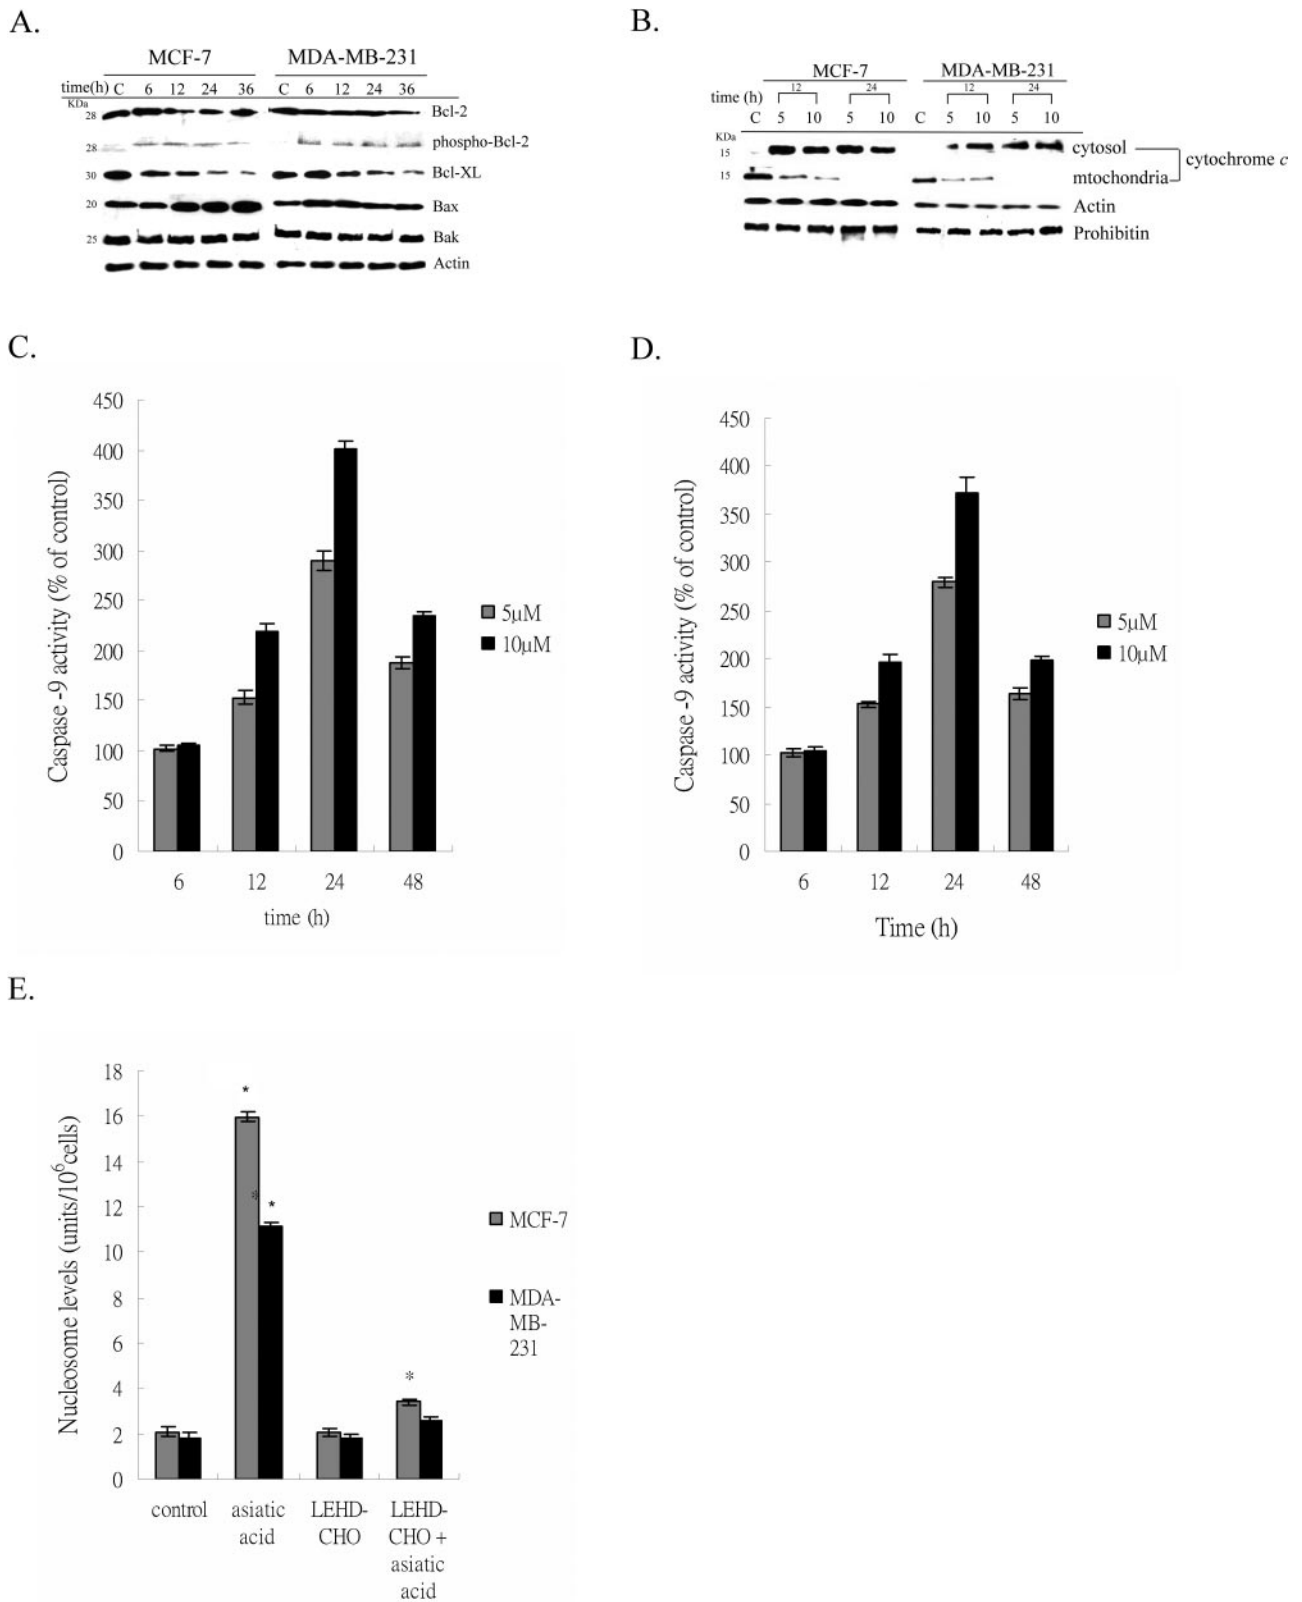 A.
MCF-7 MDA-MB-231
time(h) C 6 12 24 36 C 6 12 24 36
KDa
28 Bcl-2
28 phospho-Bcl-2
30 Bcl-XL
20 Bax
25 Bak
Actin
B.
MCF-7 MDA-MB-231
12 24 12 24
time (h)
C 5 10 5 10 C 5 10 5 10
KDa
15 cytosol
cytochrome c
15 mtochondria
Actin
Prohibitin
C.
Caspase -9 activity (% of control)
450
400
350
300
250
200
150
100
50
0
6 12 24 48
time (h)
5μM
10μM
D.
Caspase -9 activity (% of control)
450
400
350
300
250
200
150
100
50
0
6 12 24 48
Time (h)
5μM
10μM
E.
Nucleosome levels (units/10⁶cells)
18
16
14
12
10
8
6
4
2
0
*
*
*
*
control
asiatic
acid
LEHD-
CHO
LEHD-
CHO +
asiatic
acid
MCF-7
MDA-
MB-
231